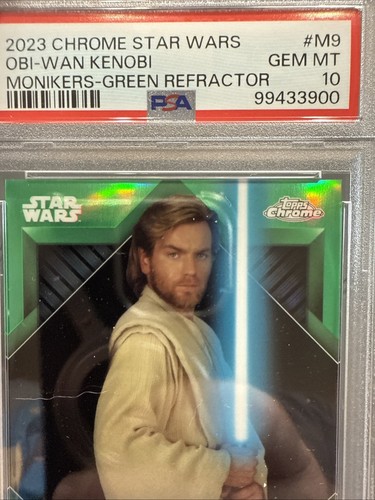 2023 CHROME STAR WARS #M9
OBI-WAN KENOBI GEM MT
MONIKERS-GREEN REFRACTOR 10
PSA 99433900
STAR WARS
Topps Chrome